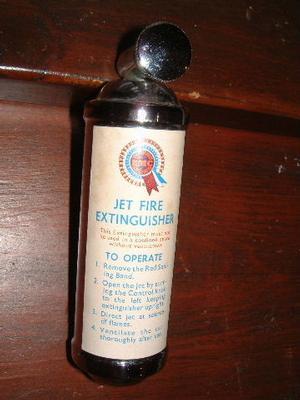 JET FIRE
EXTINGUISHER
This Extinguisher must not
be used in a confined space
without ventilation
TO OPERATE
1. Remove the Red Seal-
ing Band.
2. Open the jet by turn-
ing the Control Knob
to the left keeping
extinguisher upright.
3. Direct jet at
of flames.
4. Ventilate the
thoroughly after use.